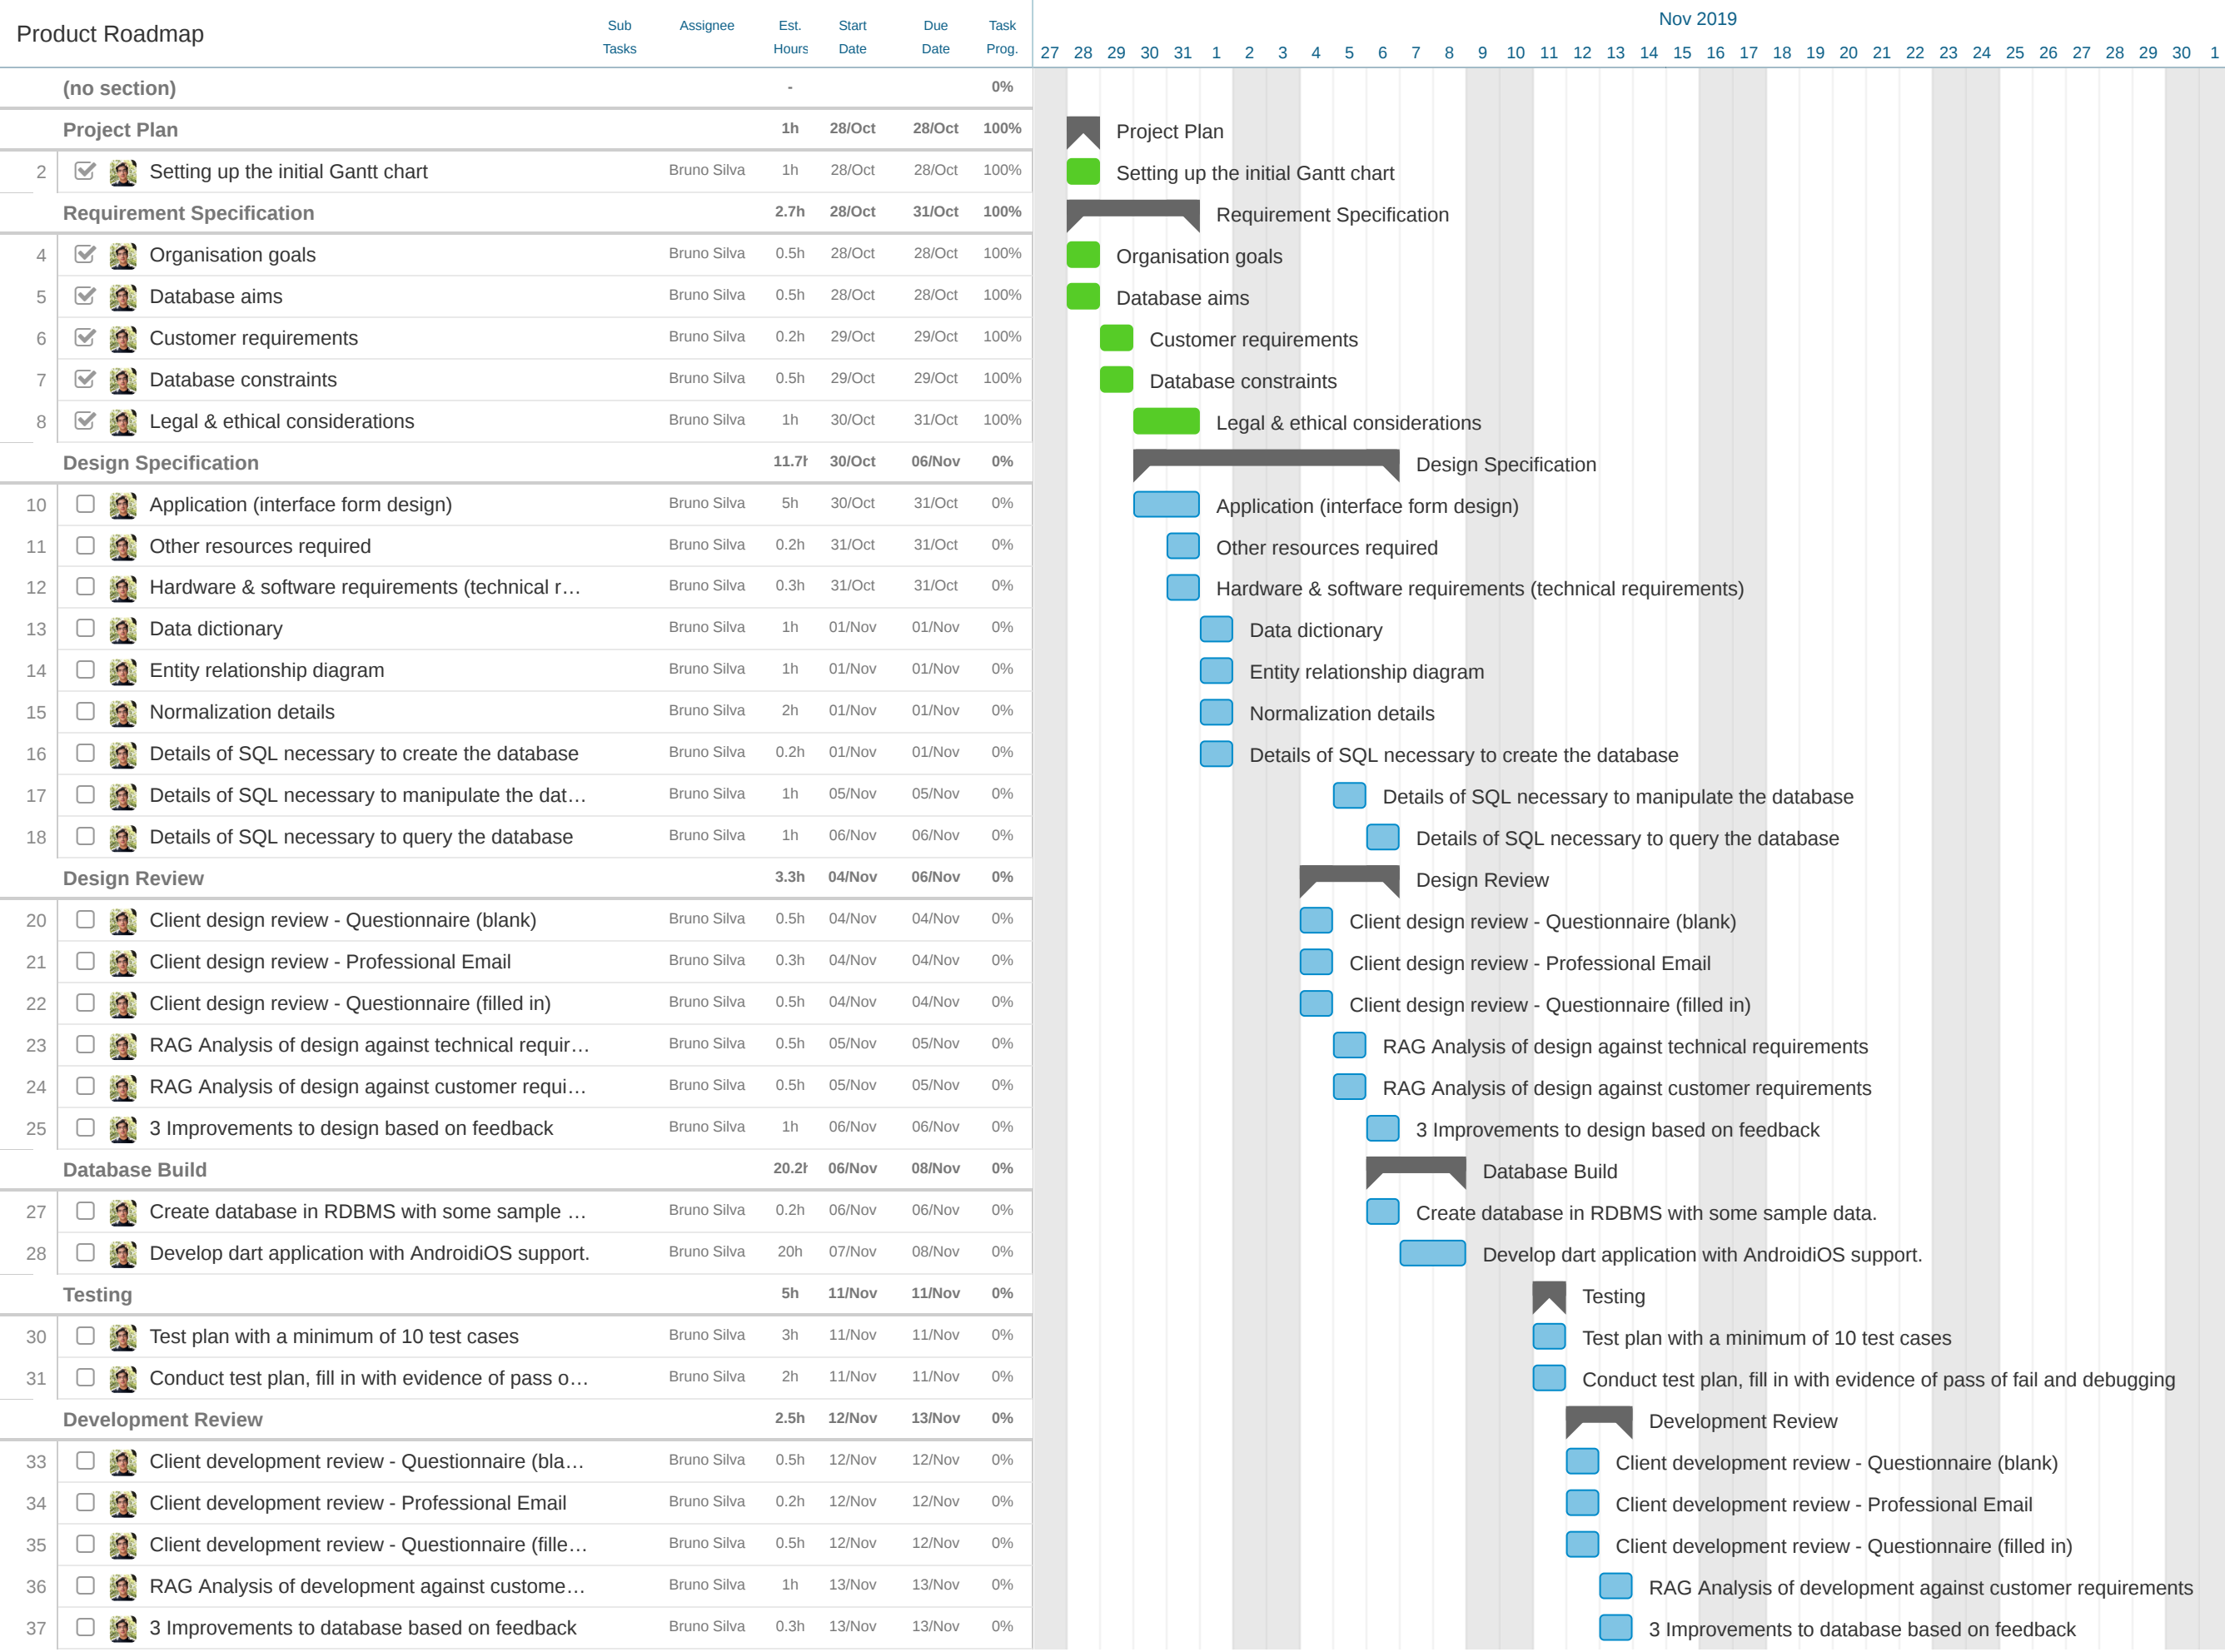 Product Roadmap
Sub Tasks Assignee Est. Hours Start Date Due Date Task Prog.
Nov 2019
27 28 29 30 31 1 2 3 4 5 6 7 8 9 10 11 12 13 14 15 16 17 18 19 20 21 22 23 24 25 26 27 28 29 30 1
(no section) - 0%
Project Plan 1h 28/Oct 28/Oct 100% Project Plan
2 Setting up the initial Gantt chart Bruno Silva 1h 28/Oct 28/Oct 100% Setting up the initial Gantt chart
Requirement Specification 2.7h 28/Oct 31/Oct 100% Requirement Specification
4 Organisation goals Bruno Silva 0.5h 28/Oct 28/Oct 100% Organisation goals
5 Database aims Bruno Silva 0.5h 28/Oct 28/Oct 100% Database aims
6 Customer requirements Bruno Silva 0.2h 29/Oct 29/Oct 100% Customer requirements
7 Database constraints Bruno Silva 0.5h 29/Oct 29/Oct 100% Database constraints
8 Legal & ethical considerations Bruno Silva 1h 30/Oct 31/Oct 100% Legal & ethical considerations
Design Specification 11.7h 30/Oct 06/Nov 0% Design Specification
10 Application (interface form design) Bruno Silva 5h 30/Oct 31/Oct 0% Application (interface form design)
11 Other resources required Bruno Silva 0.2h 31/Oct 31/Oct 0% Other resources required
12 Hardware & software requirements (technical r… Bruno Silva 0.3h 31/Oct 31/Oct 0% Hardware & software requirements (technical requirements)
13 Data dictionary Bruno Silva 1h 01/Nov 01/Nov 0% Data dictionary
14 Entity relationship diagram Bruno Silva 1h 01/Nov 01/Nov 0% Entity relationship diagram
15 Normalization details Bruno Silva 2h 01/Nov 01/Nov 0% Normalization details
16 Details of SQL necessary to create the database Bruno Silva 0.2h 01/Nov 01/Nov 0% Details of SQL necessary to create the database
17 Details of SQL necessary to manipulate the dat… Bruno Silva 1h 05/Nov 05/Nov 0% Details of SQL necessary to manipulate the database
18 Details of SQL necessary to query the database Bruno Silva 1h 06/Nov 06/Nov 0% Details of SQL necessary to query the database
Design Review 3.3h 04/Nov 06/Nov 0% Design Review
20 Client design review - Questionnaire (blank) Bruno Silva 0.5h 04/Nov 04/Nov 0% Client design review - Questionnaire (blank)
21 Client design review - Professional Email Bruno Silva 0.3h 04/Nov 04/Nov 0% Client design review - Professional Email
22 Client design review - Questionnaire (filled in) Bruno Silva 0.5h 04/Nov 04/Nov 0% Client design review - Questionnaire (filled in)
23 RAG Analysis of design against technical requir… Bruno Silva 0.5h 05/Nov 05/Nov 0% RAG Analysis of design against technical requirements
24 RAG Analysis of design against customer requi… Bruno Silva 0.5h 05/Nov 05/Nov 0% RAG Analysis of design against customer requirements
25 3 Improvements to design based on feedback Bruno Silva 1h 06/Nov 06/Nov 0% 3 Improvements to design based on feedback
Database Build 20.2h 06/Nov 08/Nov 0% Database Build
27 Create database in RDBMS with some sample … Bruno Silva 0.2h 06/Nov 06/Nov 0% Create database in RDBMS with some sample data.
28 Develop dart application with AndroidiOS support. Bruno Silva 20h 07/Nov 08/Nov 0% Develop dart application with AndroidiOS support.
Testing 5h 11/Nov 11/Nov 0% Testing
30 Test plan with a minimum of 10 test cases Bruno Silva 3h 11/Nov 11/Nov 0% Test plan with a minimum of 10 test cases
31 Conduct test plan, fill in with evidence of pass o… Bruno Silva 2h 11/Nov 11/Nov 0% Conduct test plan, fill in with evidence of pass of fail and debugging
Development Review 2.5h 12/Nov 13/Nov 0% Development Review
33 Client development review - Questionnaire (bla… Bruno Silva 0.5h 12/Nov 12/Nov 0% Client development review - Questionnaire (blank)
34 Client development review - Professional Email Bruno Silva 0.2h 12/Nov 12/Nov 0% Client development review - Professional Email
35 Client development review - Questionnaire (fille… Bruno Silva 0.5h 12/Nov 12/Nov 0% Client development review - Questionnaire (filled in)
36 RAG Analysis of development against custome… Bruno Silva 1h 13/Nov 13/Nov 0% RAG Analysis of development against customer requirements
37 3 Improvements to database based on feedback Bruno Silva 0.3h 13/Nov 13/Nov 0% 3 Improvements to database based on feedback